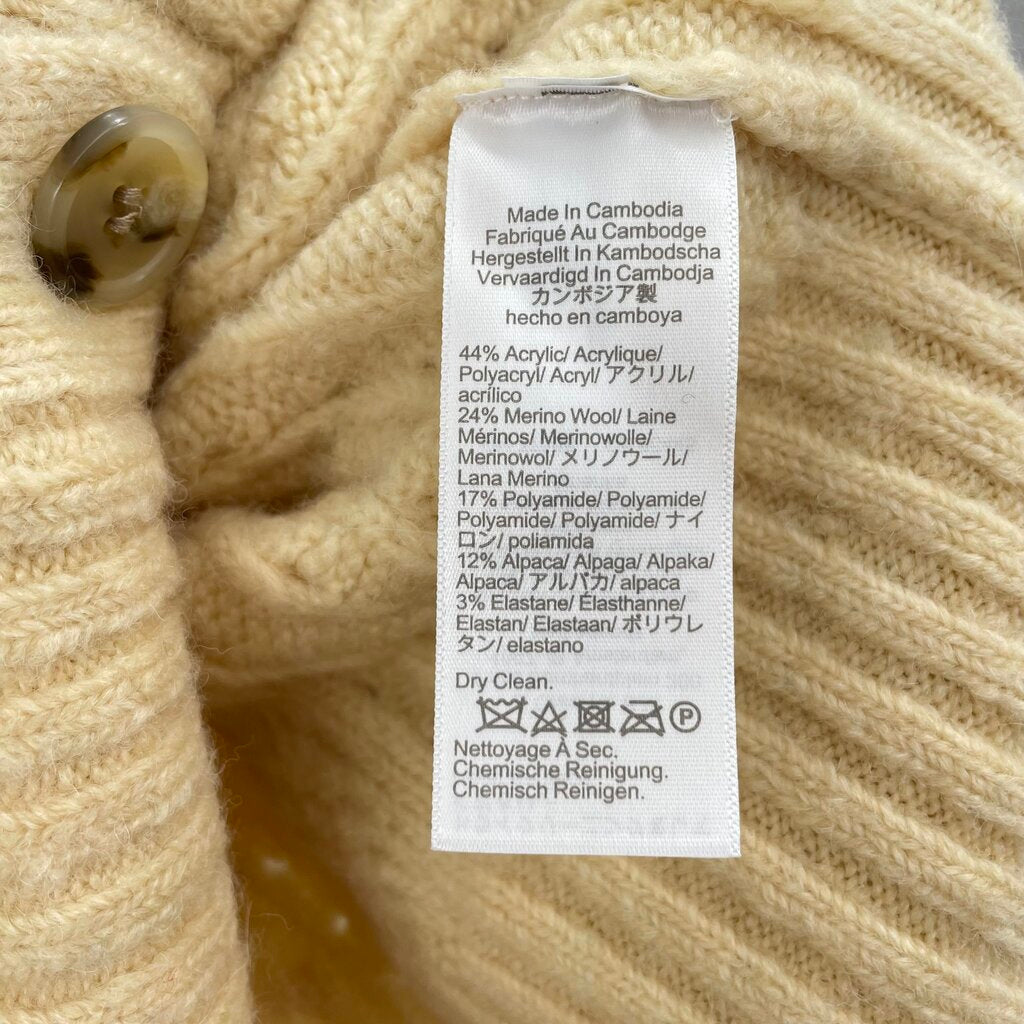 Made In Cambodia
Fabriqué Au Cambodge
Hergestellt In Kambodscha
Vervaardigd In Cambodja
カンボジア製
hecho en camboya
44% Acrylic/ Acrylique/
Polyacryl/ Acryl/ アクリル/
acrílico
24% Merino Wool/ Laine
Mérinos/ Merinowolle/
Merinowol/ メリノウール/
Lana Merino
17% Polyamide/ Polyamide/
Polyamide/ Polyamide/ ナイ
ロン/ poliamida
12% Alpaca/ Alpaga/ Alpaka/
Alpaca/ アルパカ/ alpaca
3% Elastane/ Élasthanne/
Elastan/ Elastaan/ ポリウレ
タン/ elastano
Dry Clean.
P
Nettoyage À Sec.
Chemische Reinigung.
Chemisch Reinigen.